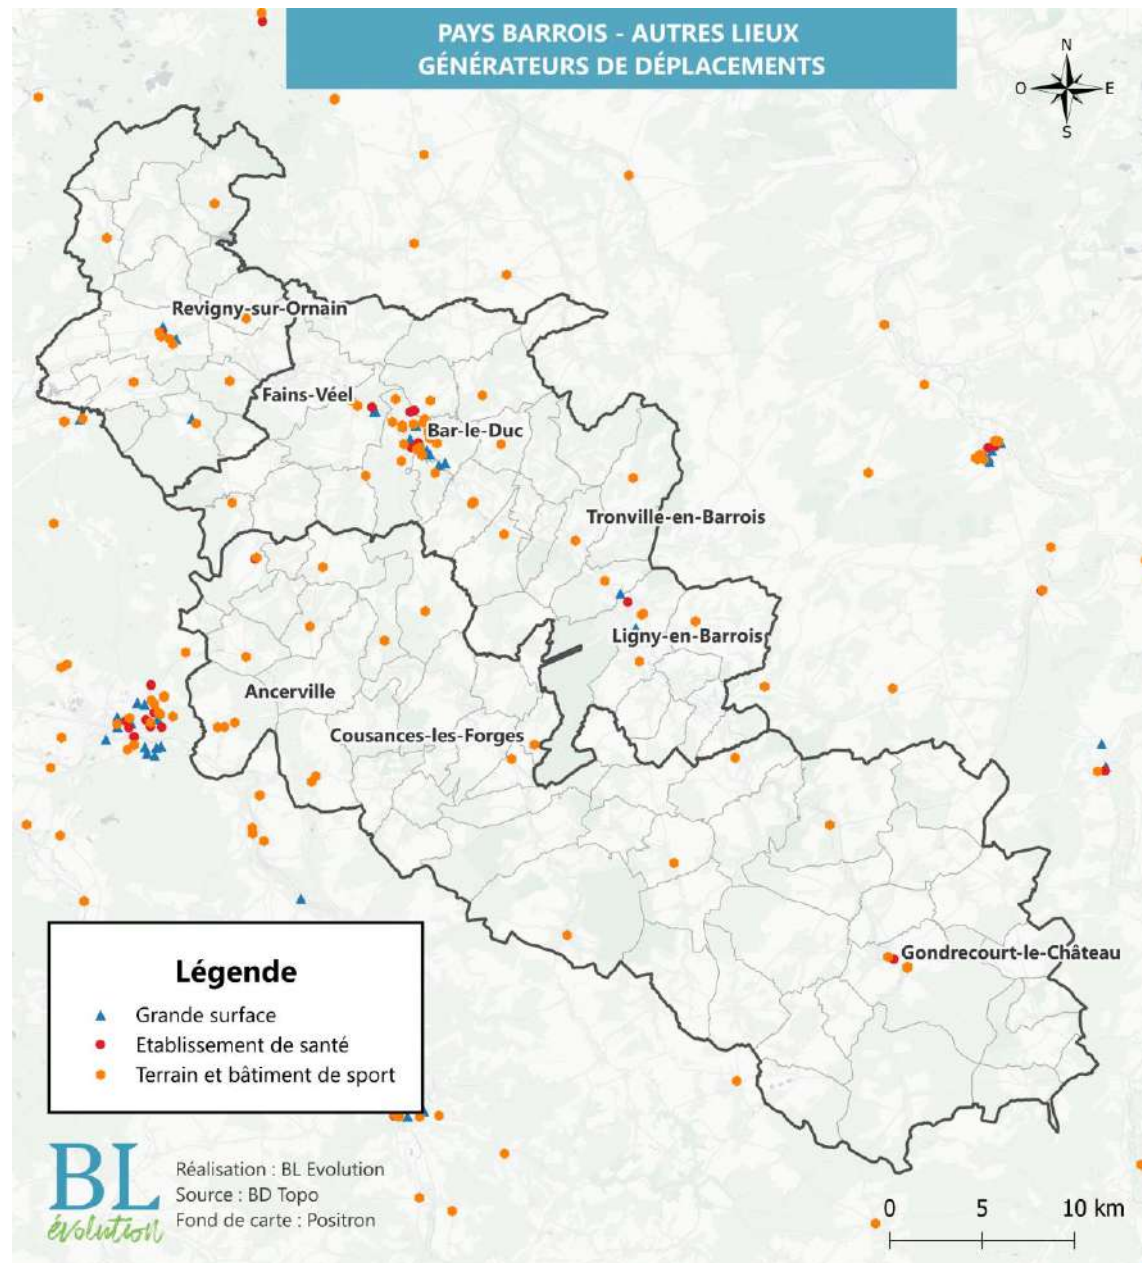 PAYS BARROIS - AUTRES LIEUX
GÉNÉRATEURS DE DÉPLACEMENTS
N
O
E
S
Revigny-sur-Ornain
Fains-Véel
Bar-le-Duc
Tronville-en-Barrois
Ligny-en-Barrois
Ancerville
Cousances-les-Forges
Gondrecourt-le-Château
Légende
Grande surface
Etablissement de santé
Terrain et bâtiment de sport
BL
évolution
Réalisation : BL Evolution
Source : BD Topo
Fond de carte : Positron
0 5 10 km